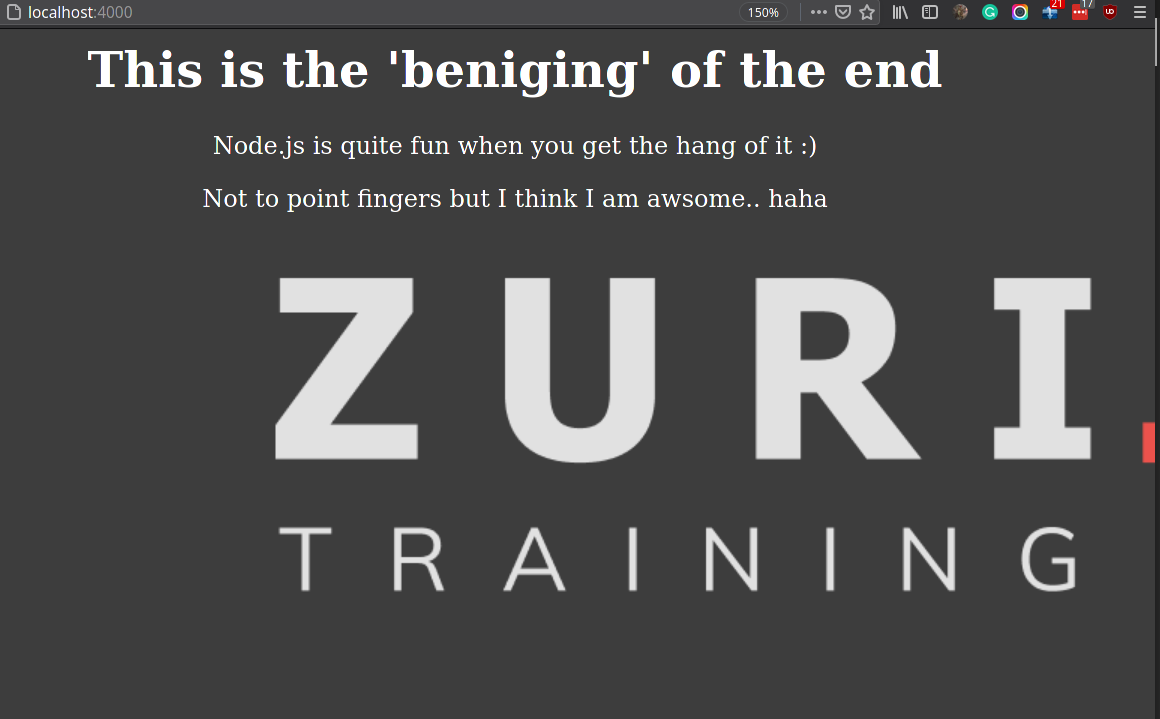 localhost:4000 150% 21 17
This is the 'beniging' of the end
Node.js is quite fun when you get the hang of it :)
Not to point fingers but I think I am awsome.. haha
ZURI.
TRAINING